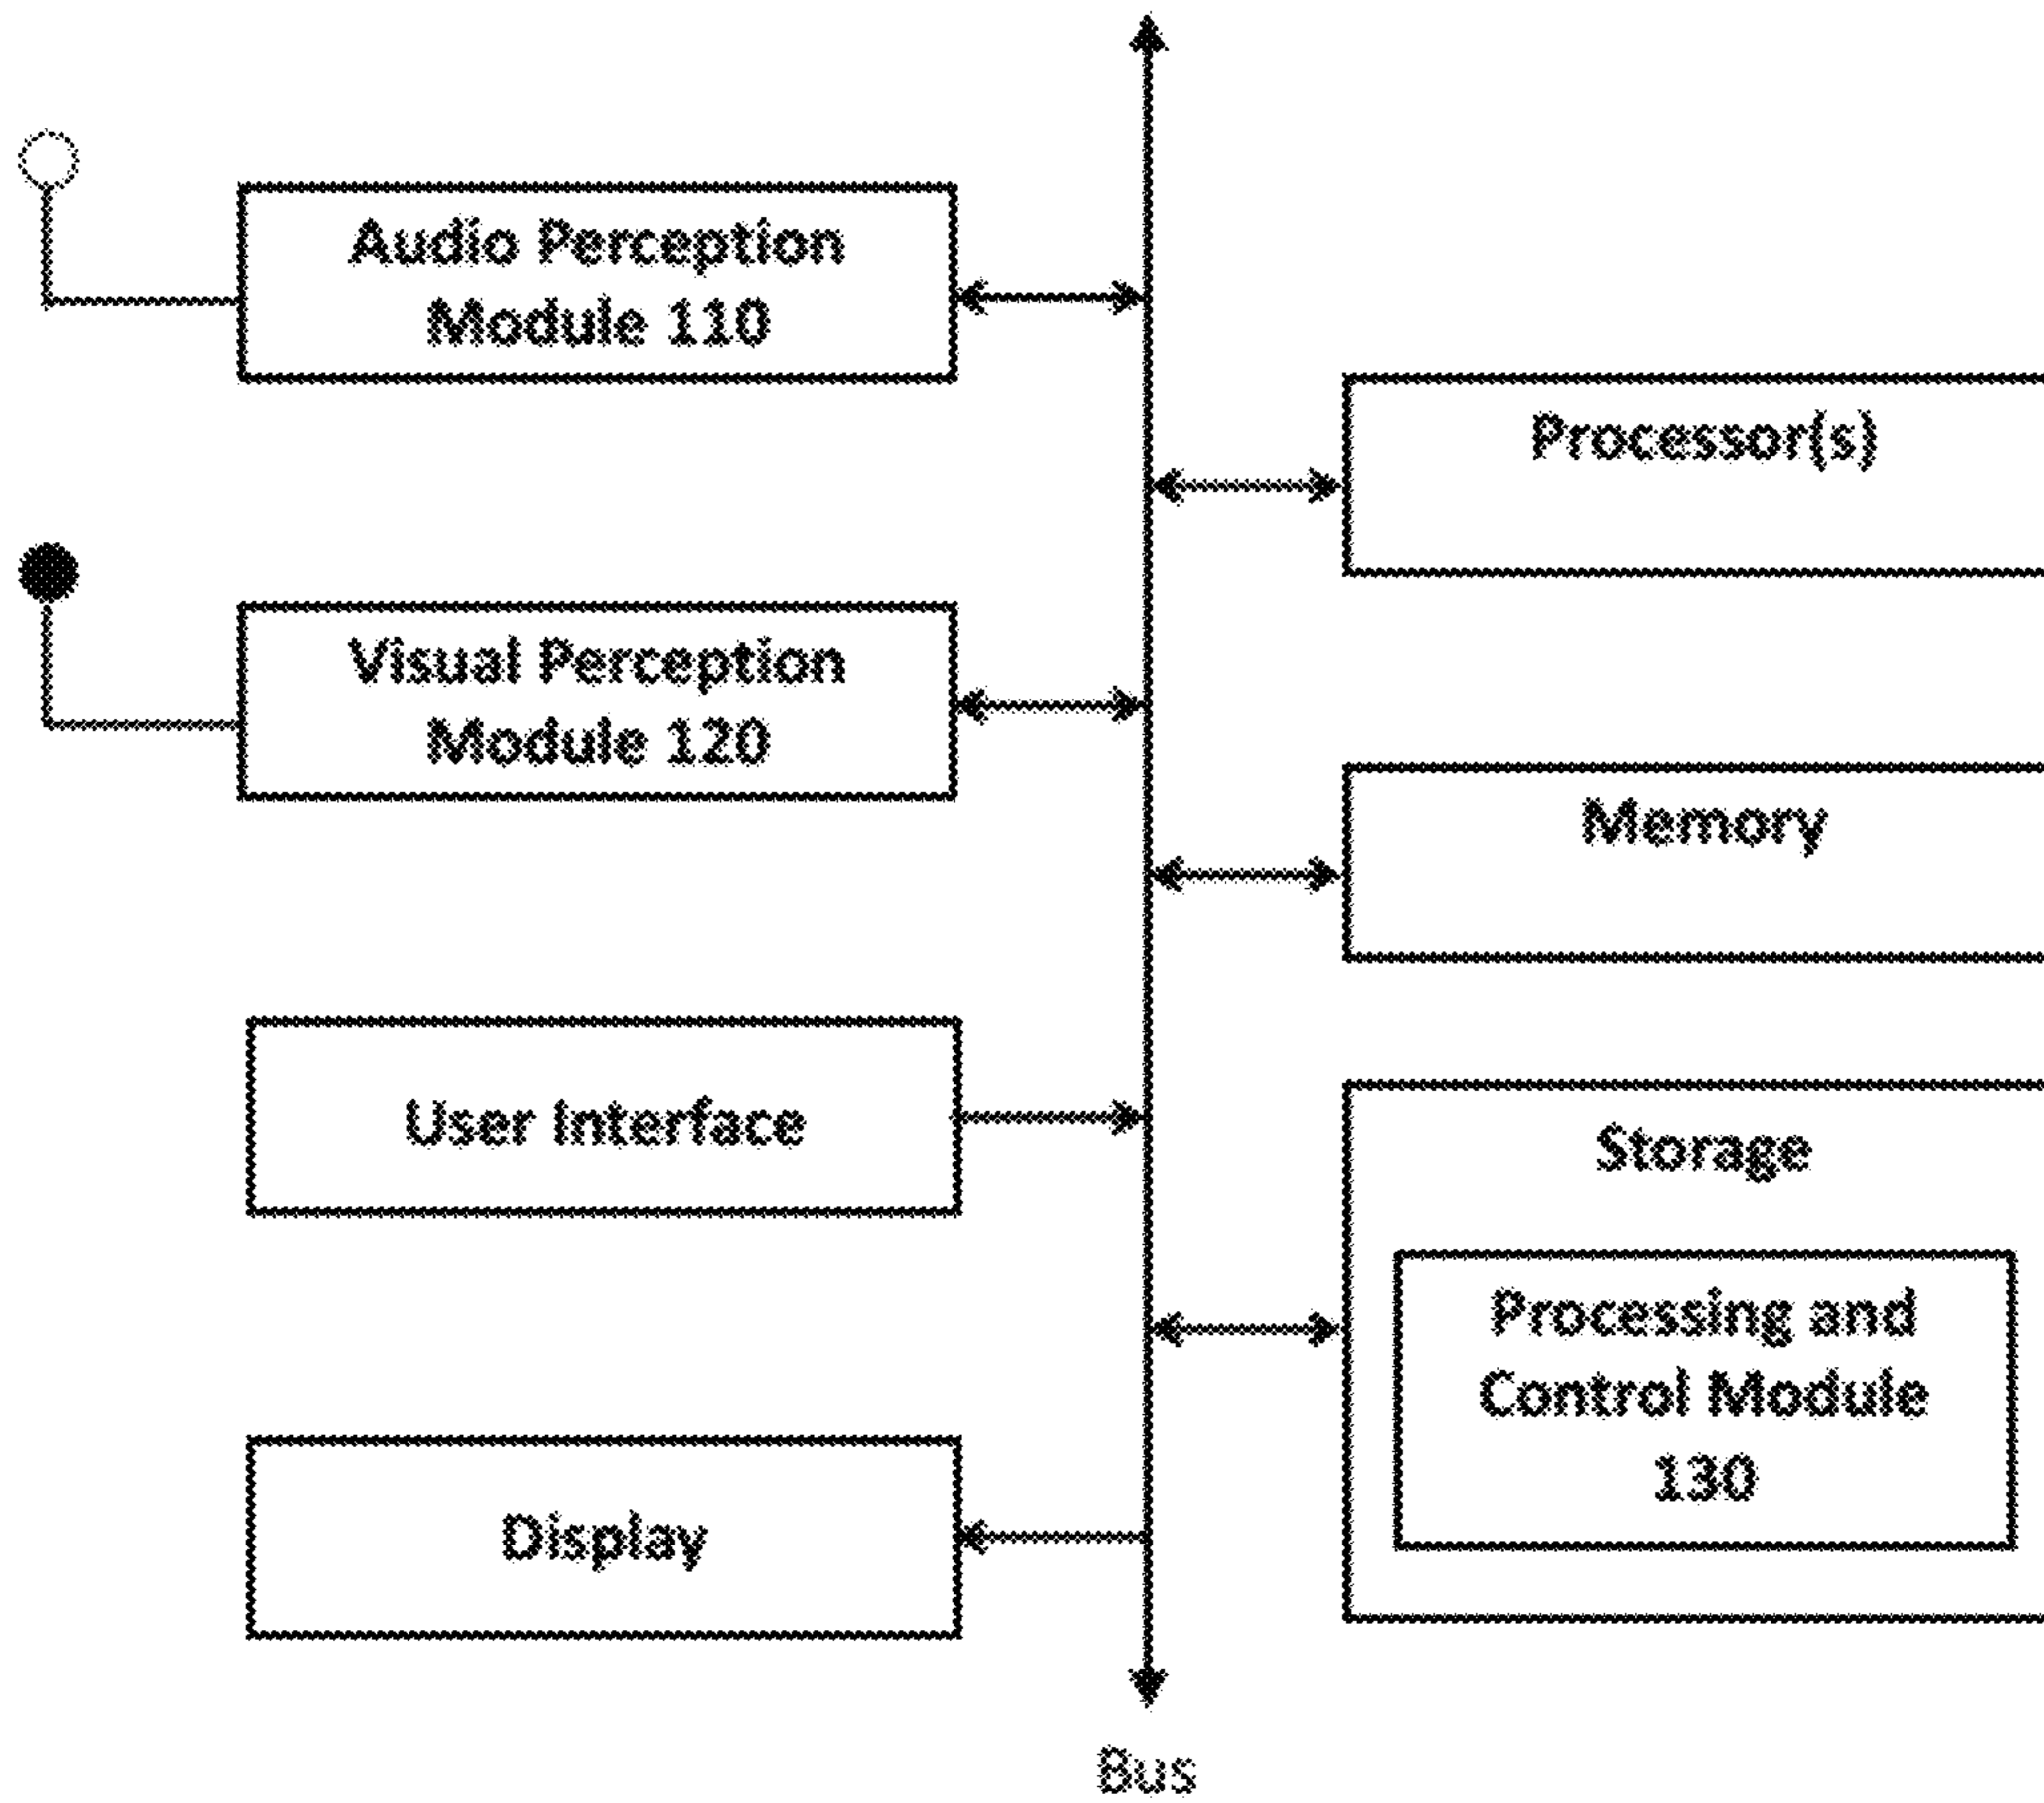 Audio Perception
Module 110
Processor(s)
Visual Perception
Module 120
Memory
User Interface
Storage
Processing and
Control Module
130
Display
Bus